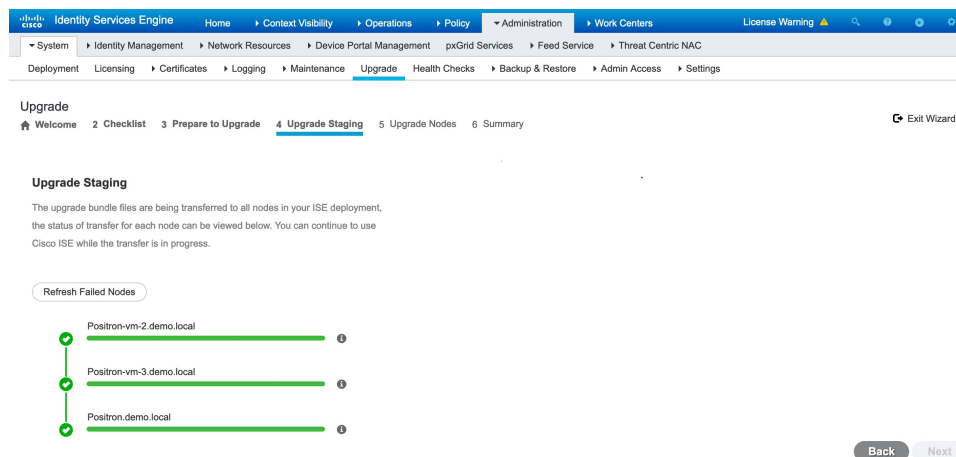 cisco Identity Services Engine Home Context Visibility Operations Policy Administration Work Centers License Warning
System Identity Management Network Resources Device Portal Management pxGrid Services Feed Service Threat Centric NAC
Deployment Licensing Certificates Logging Maintenance Upgrade Health Checks Backup & Restore Admin Access Settings
Upgrade
Welcome 2 Checklist 3 Prepare to Upgrade 4 Upgrade Staging 5 Upgrade Nodes 6 Summary Exit Wizard
Upgrade Staging
The upgrade bundle files are being transferred to all nodes in your ISE deployment,
the status of transfer for each node can be viewed below. You can continue to use
Cisco ISE while the transfer is in progress.
Refresh Failed Nodes
Positron-vm-2.demo.local
Positron-vm-3.demo.local
Positron.demo.local
Back Next